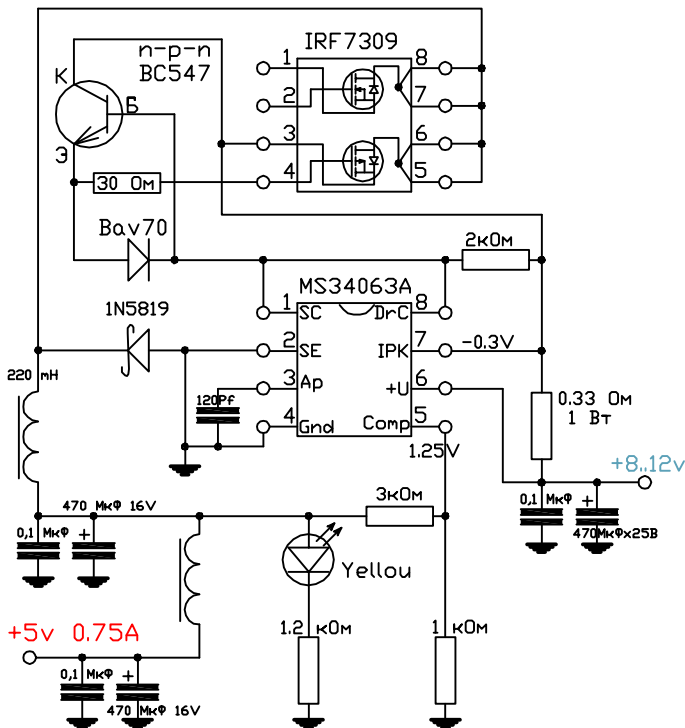 n-p-n
BC547
IRF7309
К
Б
Э
1
2
3
4
8
7
6
5
30 Ом
Bav70
2кОм
MS34063A
1N5819
1
SC
DrC
8
2
SE
IPK
7
-0.3V
3
Ap
+U
6
4
Gnd
Comp
5
1.25V
220 mH
120Pf
0.33 Ом
1 Вт
+8..12v
470 МкФ 16V
0,1 МкФ
+
3кОм
0,1 МкФ
+
470МкФх25В
Yellou
+5v 0.75A
1.2 кОм
1 кОм
0,1 МкФ
+
470 МкФ 16V